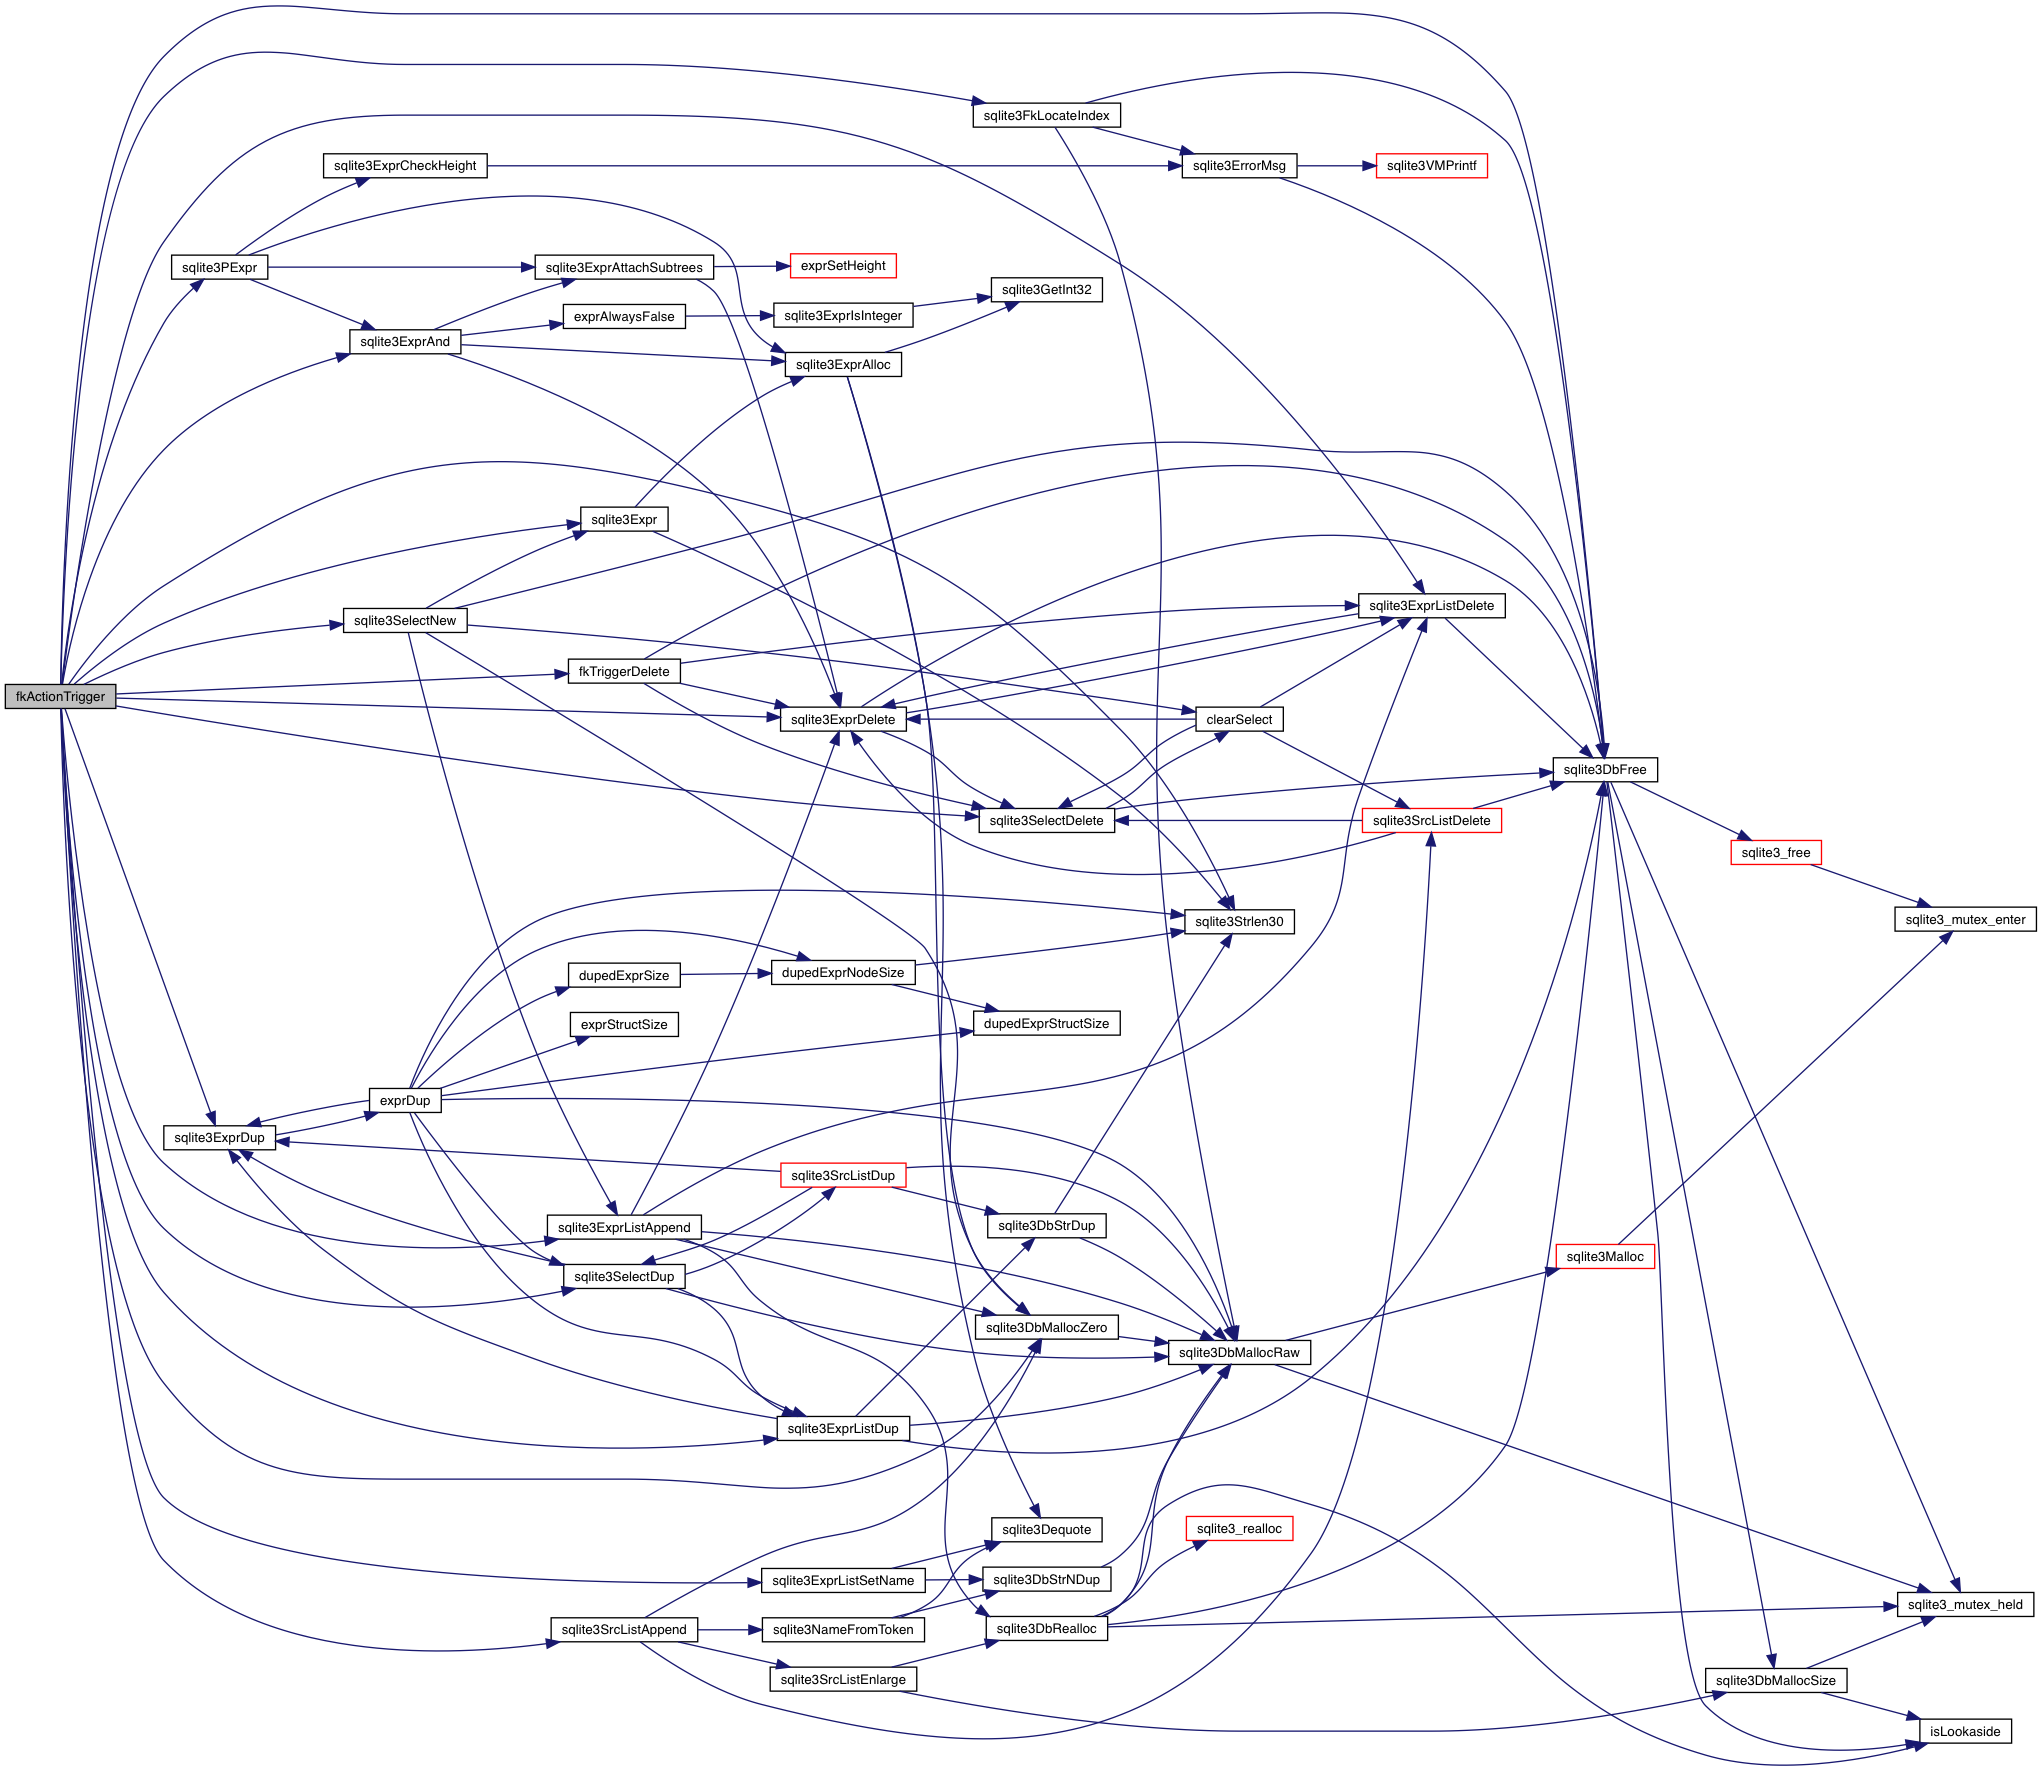 sqlite3FkLocateIndex
sqlite3ExprCheckHeight
sqlite3ErrorMsg
sqlite3VMPrintf
sqlite3PExpr
sqlite3ExprAttachSubtrees
exprSetHeight
sqlite3GetInt32
exprAlwaysFalse
sqlite3ExprIsInteger
sqlite3ExprAnd
sqlite3ExprAlloc
sqlite3Expr
sqlite3ExprListDelete
sqlite3SelectNew
fkTriggerDelete
fkActionTrigger
sqlite3ExprDelete
clearSelect
sqlite3DbFree
sqlite3SelectDelete
sqlite3SrcListDelete
sqlite3_free
sqlite3Strlen30
sqlite3_mutex_enter
dupedExprSize
dupedExprNodeSize
exprStructSize
dupedExprStructSize
exprDup
sqlite3ExprDup
sqlite3SrcListDup
sqlite3ExprListAppend
sqlite3DbStrDup
sqlite3Malloc
sqlite3SelectDup
sqlite3DbMallocZero
sqlite3DbMallocRaw
sqlite3ExprListDup
sqlite3Dequote
sqlite3_realloc
sqlite3ExprListSetName
sqlite3DbStrNDup
sqlite3_mutex_held
sqlite3SrcListAppend
sqlite3NameFromToken
sqlite3DbRealloc
sqlite3SrcListEnlarge
sqlite3DbMallocSize
isLookaside